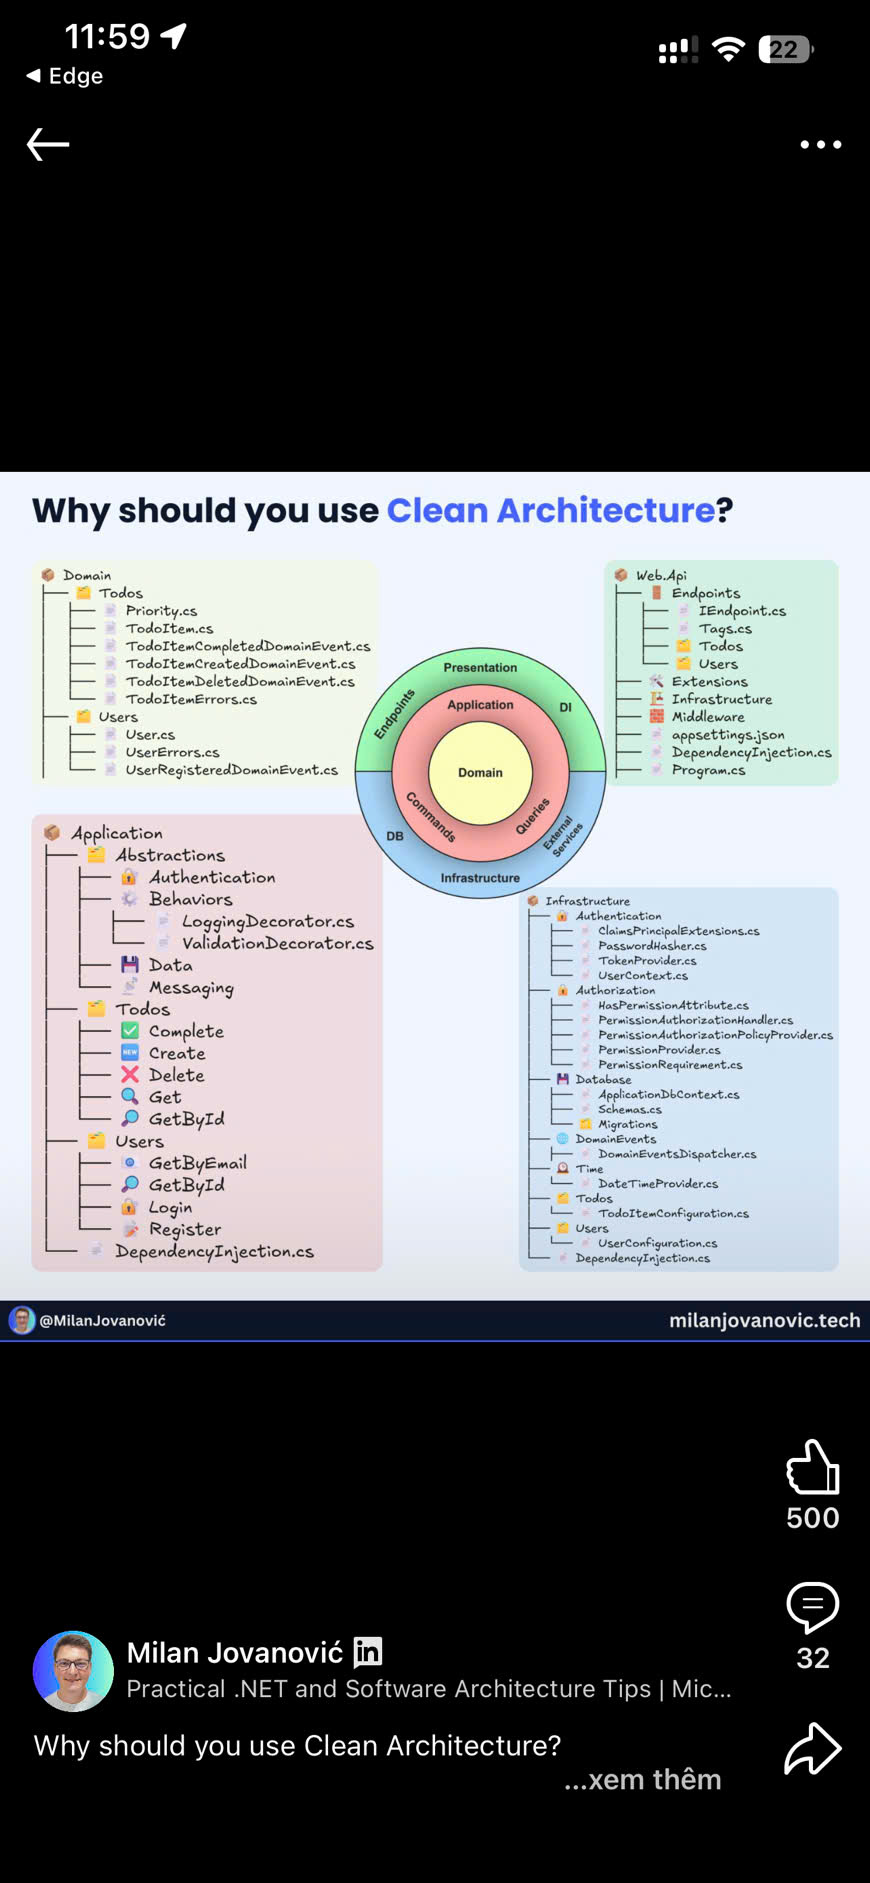 11:59
22
Edge
Why should you use Clean Architecture?
Domain
Todos
Priority.cs
TodoItem.cs
TodoItemCompletedDomainEvent.cs
TodoItemCreatedDomainEvent.cs
TodoItemDeletedDomainEvent.cs
TodoItemErrors.cs
Users
User.cs
UserErrors.cs
UserRegisteredDomainEvent.cs
Web.Api
Endpoints
IEndpoint.cs
Tags.cs
Todos
Users
Extensions
Infrastructure
Middleware
appsettings.json
DependencyInjection.cs
Program.cs
Presentation
Endpoints
DI
Application
Domain
Commands
Queries
DB
External
Services
Infrastructure
Application
Abstractions
Authentication
Behaviors
LoggingDecorator.cs
ValidationDecorator.cs
Data
Messaging
Todos
Complete
NEW
Create
Delete
Get
GetById
Users
GetByEmail
GetById
Login
Register
DependencyInjection.cs
Infrastructure
Authentication
ClaimsPrincipalExtensions.cs
PasswordHasher.cs
TokenProvider.cs
UserContext.cs
Authorization
HasPermissionAttribute.cs
PermissionAuthorizationHandler.cs
PermissionAuthorizationPolicyProvider.cs
PermissionProvider.cs
PermissionRequirement.cs
Database
ApplicationDbContext.cs
Schemas.cs
Migrations
DomainEvents
DomainEventsDispatcher.cs
Time
DateTimeProvider.cs
Todos
TodoItemConfiguration.cs
Users
UserConfiguration.cs
DependencyInjection.cs
@MilanJovanović
milanjovanovic.tech
500
32
Milan Jovanović in
Practical .NET and Software Architecture Tips | Mic...
Why should you use Clean Architecture?
...xem thêm